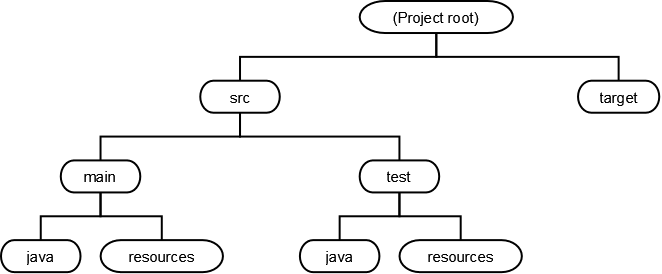 (Project root)
src
target
main
test
java
resources
java
resources